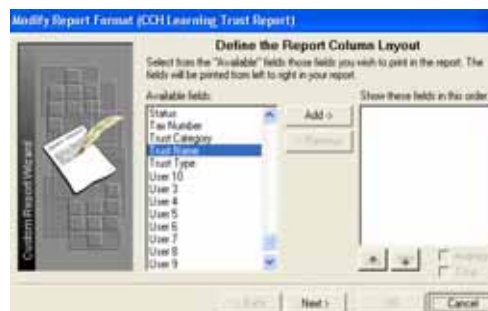 Modify Report Format (CCH Learning Trust Report)
Define the Report Column Layout
Select from the "Available" fields those fields you wish to print in the report. The
fields will be printed from left to right in your report.
Available fields:
Show these fields in this order
Status
Tax Number
Trust Category
Trust Name
Trust Type
User 10
User 3
User 4
User 5
User 6
User 7
User 8
User 9
Add >
< Remove
Custom Report Wizard
Total
< Back
Next >
OK
Cancel